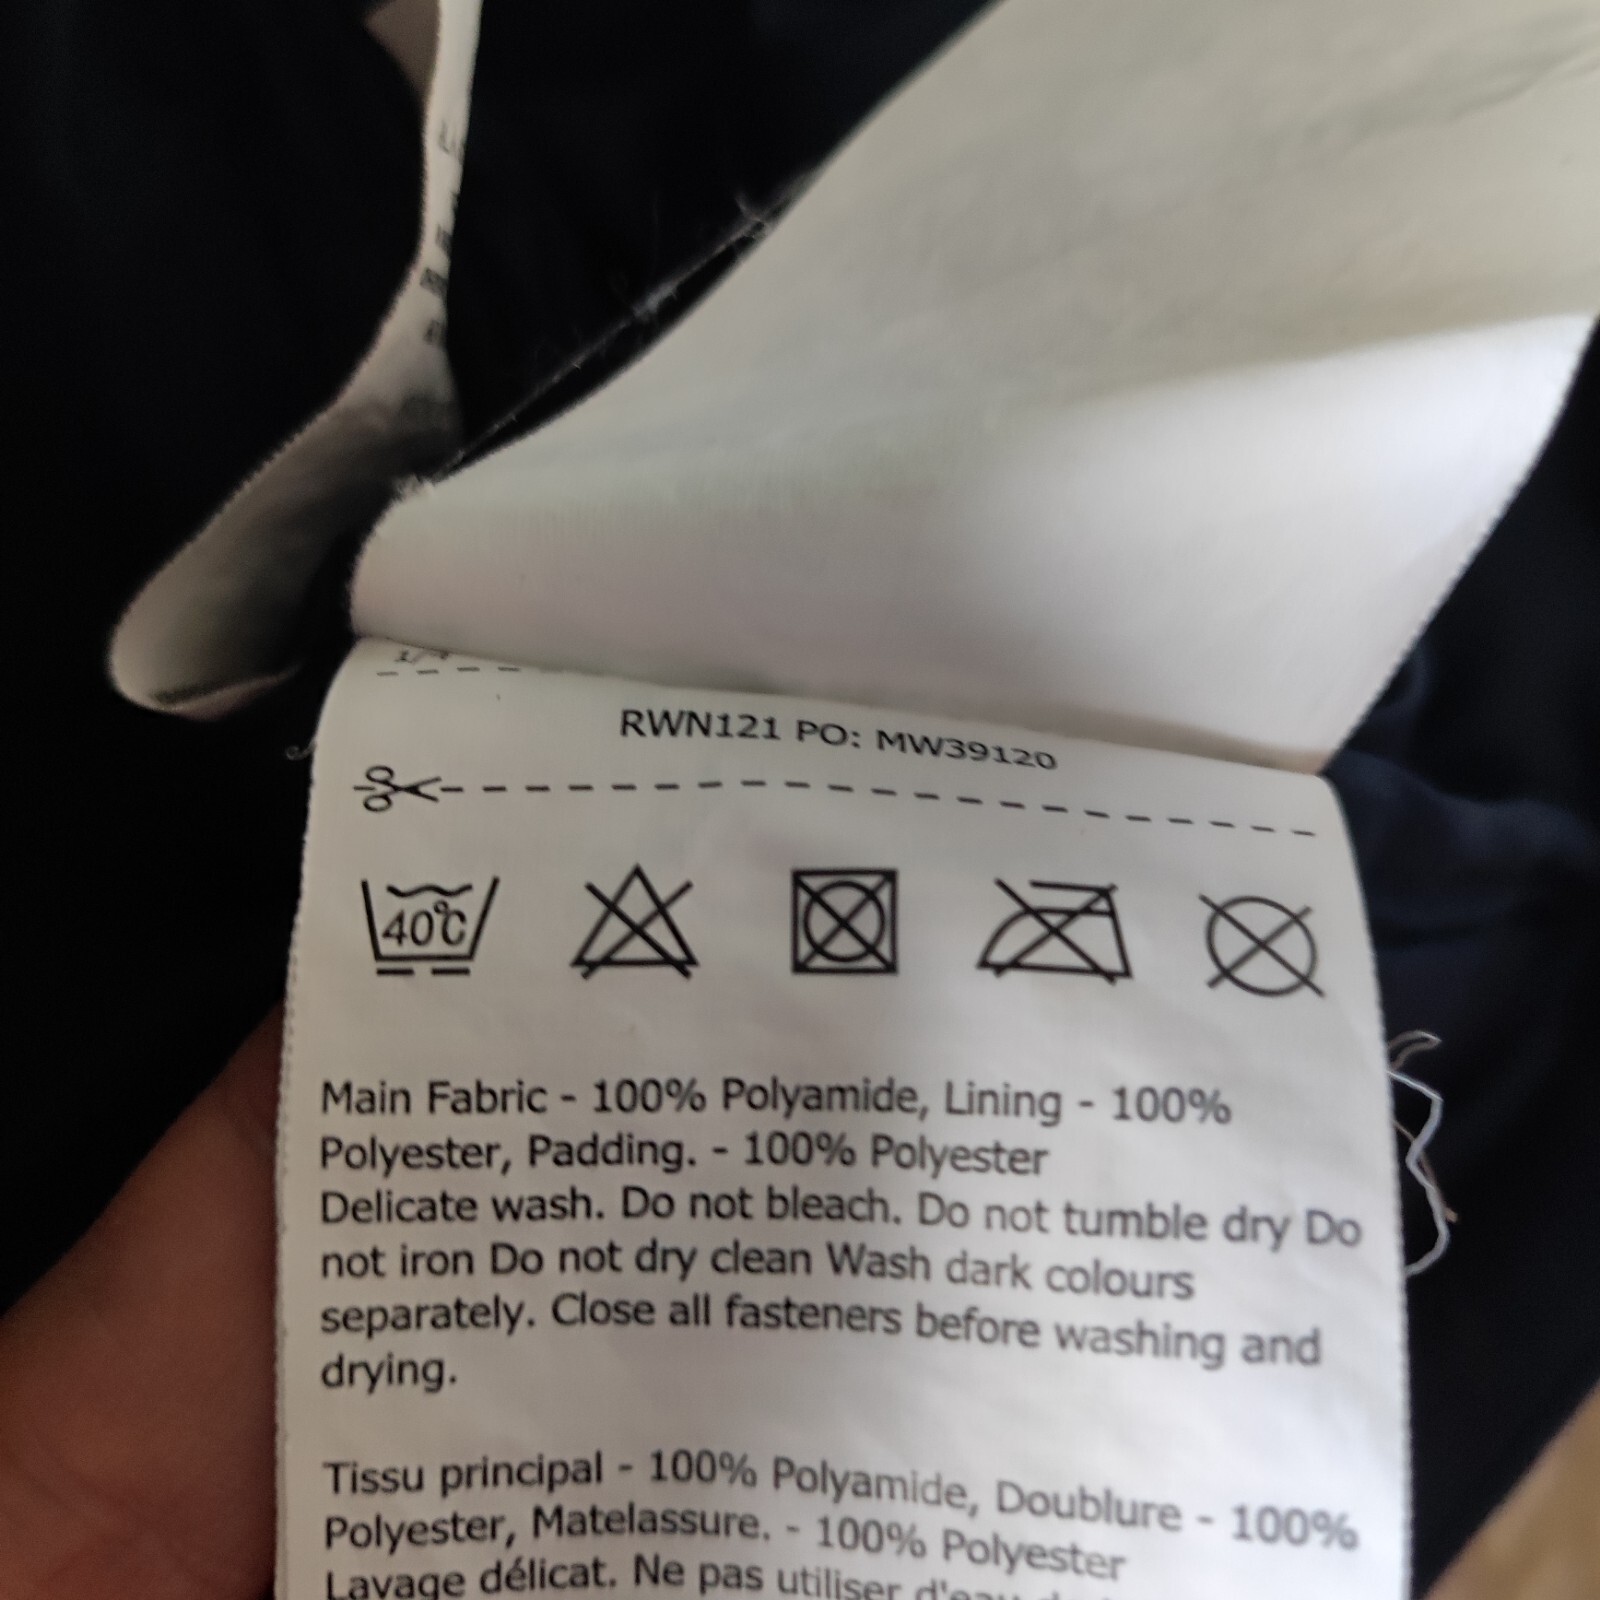 RWN121 PO: MW39120
40°C
Main Fabric - 100% Polyamide, Lining - 100%
Polyester, Padding. - 100% Polyester
Delicate wash. Do not bleach. Do not tumble dry Do
not iron Do not dry clean Wash dark colours
separately. Close all fasteners before washing and
drying.
Tissu principal - 100% Polyamide, Doublure - 100%
Polyester, Matelassure. - 100% Polyester
Lavage délicat. Ne pas utiliser d'eau